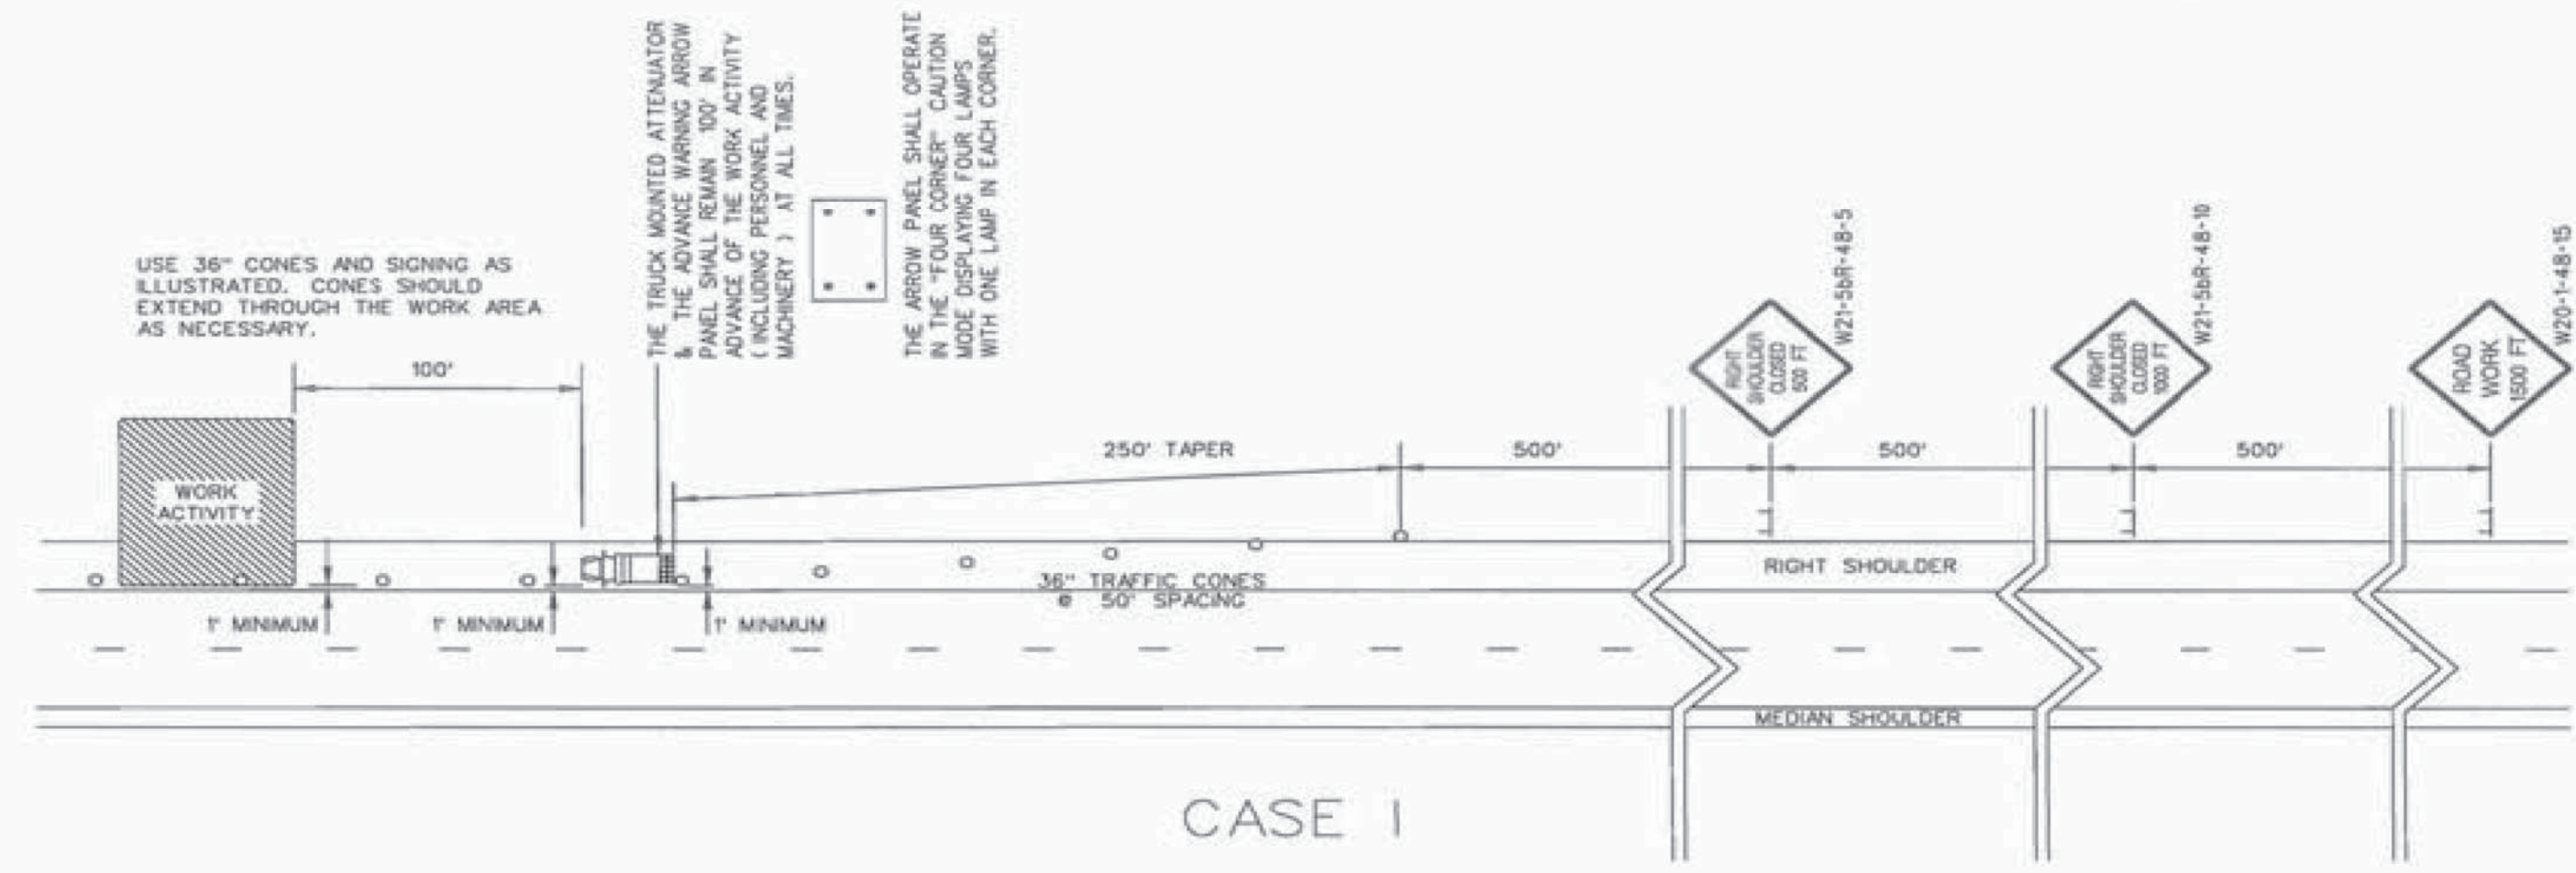 USE 36" CONES AND SIGNING AS
ILLUSTRATED. CONES SHOULD
EXTEND THROUGH THE WORK AREA
AS NECESSARY.
100'
THE TRUCK MOUNTED ATTENUATOR
& THE ADVANCE WARNING ARROW
PANEL SHALL REMAIN 100' IN
ADVANCE OF THE WORK ACTIVITY
( INCLUDING PERSONNEL AND
MACHINERY ) AT ALL TIMES.
THE ARROW PANEL SHALL OPERATE
IN THE "FOUR CORNER" CAUTION
MODE DISPLAYING FOUR LAMPS
WITH ONE LAMP IN EACH CORNER.
RIGHT
SHOULDER
CLOSED
500 FT
W21-5bR-48-5
RIGHT
SHOULDER
CLOSED
1000 FT
W21-5bR-48-10
ROAD
WORK
1500 FT
W20-1-48-15
250' TAPER
500'
500'
500'
WORK
ACTIVITY
RIGHT SHOULDER
36" TRAFFIC CONES
@ 50' SPACING
1' MINIMUM
1' MINIMUM
1' MINIMUM
MEDIAN SHOULDER
CASE 1